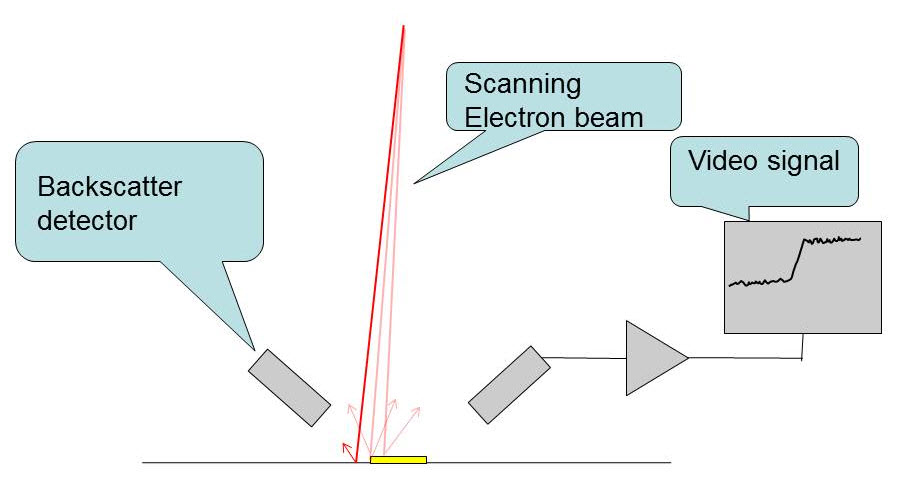 Scanning
Electron beam
Video signal
Backscatter
detector